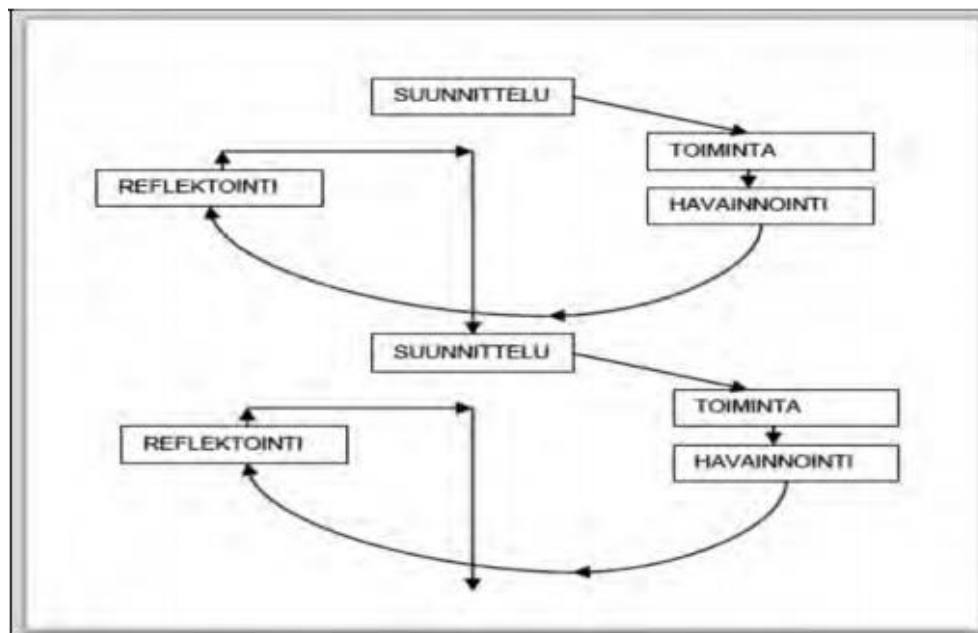 SUUNNITTELU
TOIMINTA
HAVAINNOINTI
REFLEKTOINTI
SUUNNITTELU
TOIMINTA
HAVAINNOINTI
REFLEKTOINTI